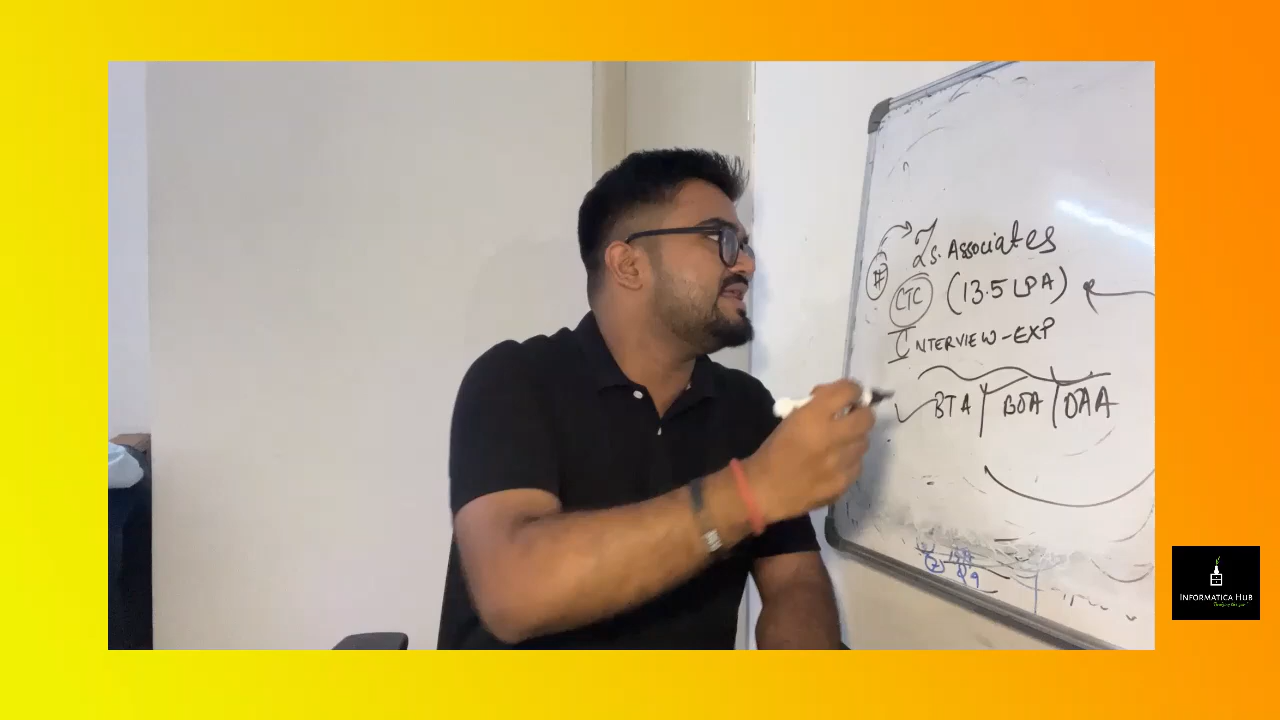 # Zs. Associates
CTC (13.5 LPA)
INTERVIEW-EXP
BTA | BOA | DAA
INFORMATICA HUB